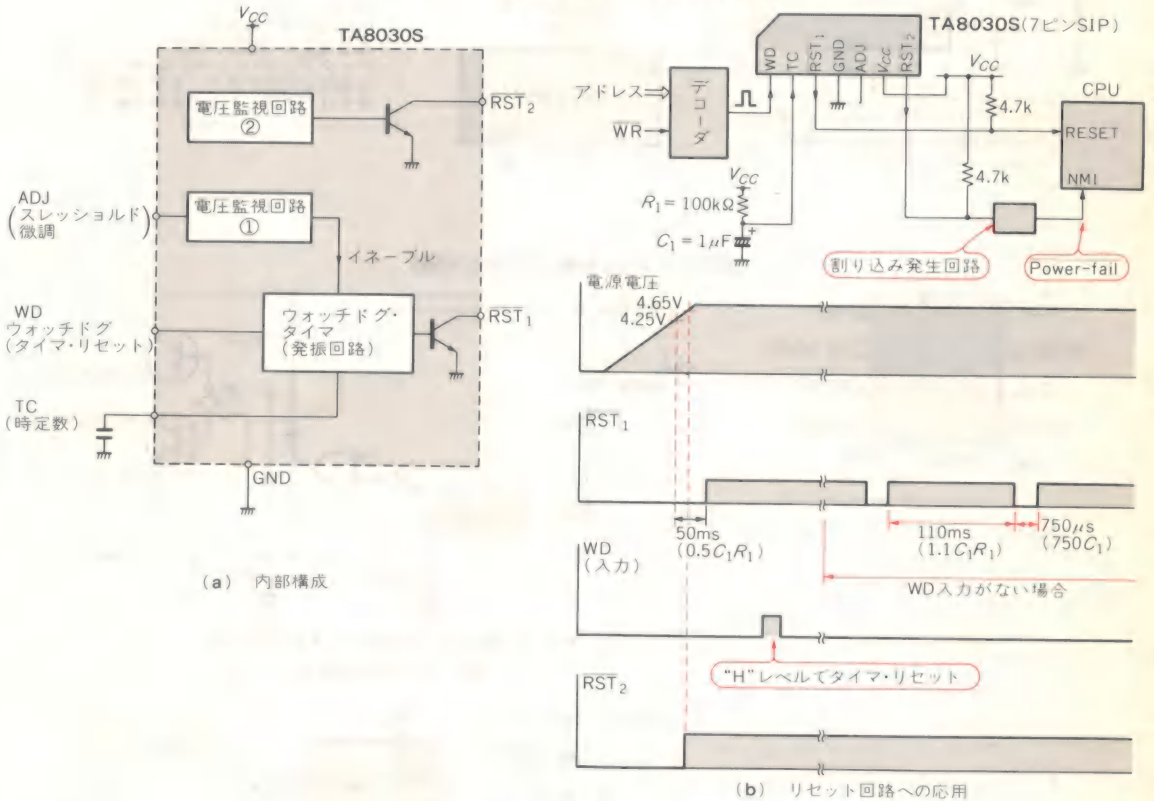 VCC
TA8030S
電圧監視回路
②
RST2
ADJ
(スレッショルド
微調)
電圧監視回路
①
イネーブル
WD
ウォッチドグ
(タイマ・リセット)
ウォッチドグ・
タイマ
(発振回路)
RST1
TC
(時定数)
GND
(a) 内部構成
TA8030S(7ピンSIP)
WD
TC
RST1
GND
ADJ
VCC
RST2
VCC
アドレス
WR
デコーダ
4.7k
CPU
RESET
VCC
R1=100kΩ
4.7k
NMI
C1=1μF
+
割り込み発生回路
Power-fail
電源電圧
4.65V
4.25V
RST1
50ms
(0.5C1R1)
110ms
(1.1C1R1)
750μs
(750C1)
WD
(入力)
WD入力がない場合
"H"レベルでタイマ・リセット
RST2
(b) リセット回路への応用